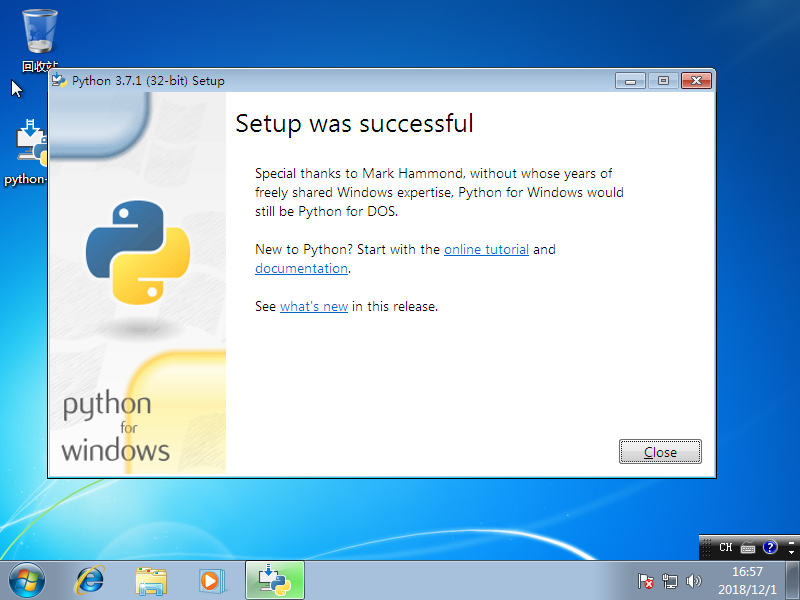 回收站
Python 3.7.1 (32-bit) Setup
python-
Setup was successful
Special thanks to Mark Hammond, without whose years of
freely shared Windows expertise, Python for Windows would
still be Python for DOS.
New to Python? Start with the online tutorial and
documentation.
See what's new in this release.
python
for
windows
Close
CH
16:57
2018/12/1